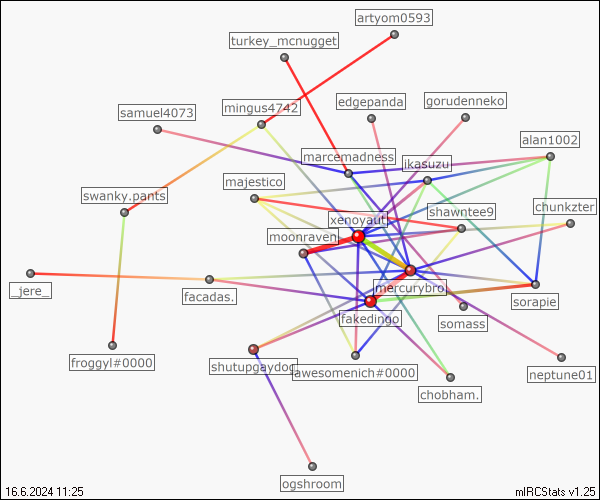 artyom0593
turkey_mcnugget
edgepanda
gorudenneko
mingus4742
samuel4073
alan1002
marcemadness
ikasuzu
majestico
swanky.pants
chunkzter
shawntee9
xenoyaut
moonraven
mercurybro
_jere_
facadas.
sorapie
fakedingo
somass
froggyl#0000
shutupgaydog
awesomenich#0000
neptune01
chobham.
ogshroom
16.6.2024 11:25
mIRCStats v1.25